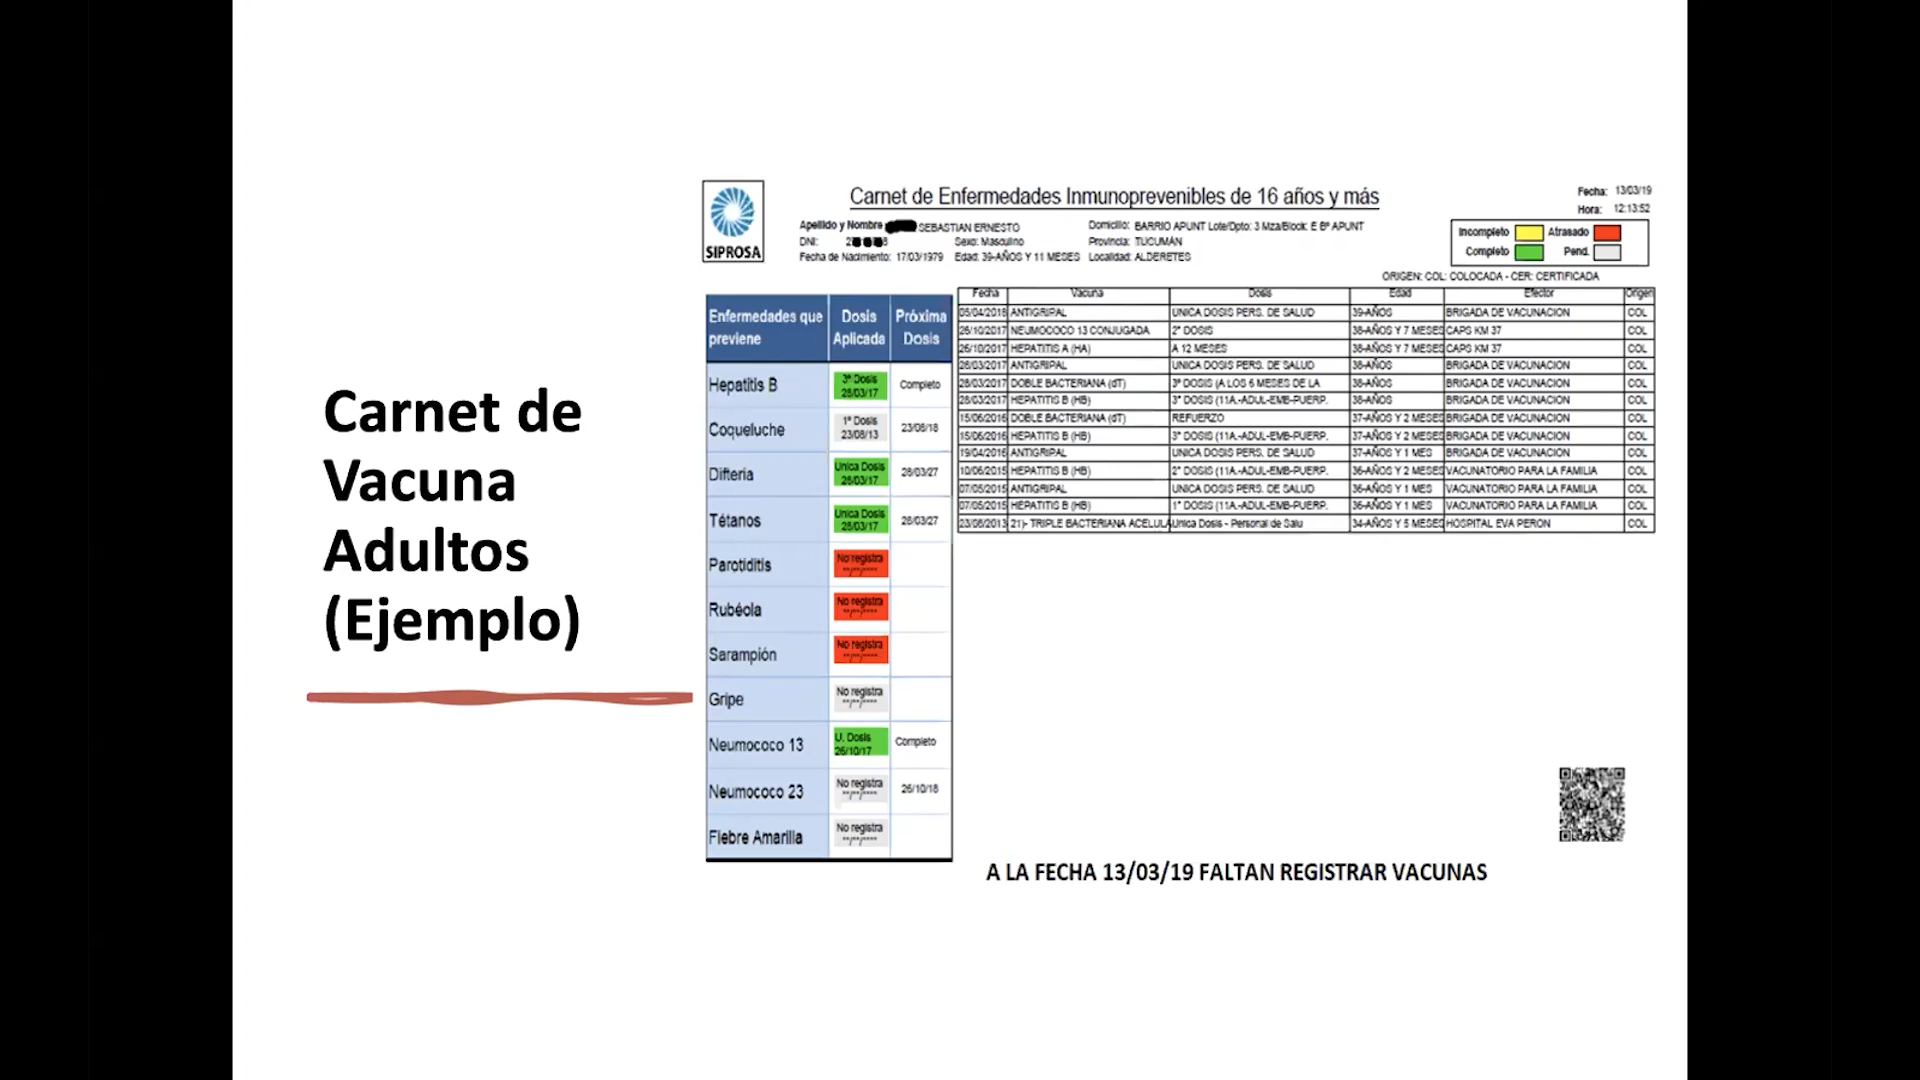 Carnet de
Vacuna
Adultos
(Ejemplo)
SIPROSA
Carnet de Enfermedades Inmunoprevenibles de 16 años y más
Fecha: 13/03/19
Hora: 12:13:52
Apellido y Nombre SEBASTIAN ERNESTO
Domicilio: BARRIO APUNT Lote/Dpto: 3 Mza/Block: E Bº APUNT
DNI: 2 8 Sexo: Masculino Provincia: TUCUMÁN
Fecha de Nacimiento: 17/03/1979 Edad: 39-AÑOS Y 11 MESES Localidad: ALDERETES
Incompleto Atrasado
Completo Pend.
ORIGEN: COL: COLOCADA - CER: CERTIFICADA
Enfermedades que previene Dosis Aplicada Próxima Dosis
Hepatitis B 3ª Dosis 28/03/17 Completo
Coqueluche 1ª Dosis 23/08/13 23/08/18
Difteria Unica Dosis 28/03/17 28/03/27
Tétanos Unica Dosis 28/03/17 28/03/27
Parotiditis No registra --/--/----
Rubéola No registra --/--/----
Sarampión No registra --/--/----
Gripe No registra --/--/----
Neumococo 13 U. Dosis 26/10/17 Completo
Neumococo 23 No registra --/--/---- 26/10/18
Fiebre Amarilla No registra --/--/----
Fecha Vacuna Dosis Edad Efector Origen
05/04/2018 ANTIGRIPAL UNICA DOSIS PERS. DE SALUD 39-AÑOS BRIGADA DE VACUNACION COL
26/10/2017 NEUMOCOCO 13 CONJUGADA 2° DOSIS 38-AÑOS Y 7 MESES CAPS KM 37 COL
26/10/2017 HEPATITIS A (HA) A 12 MESES 38-AÑOS Y 7 MESES CAPS KM 37 COL
28/03/2017 ANTIGRIPAL UNICA DOSIS PERS. DE SALUD 38-AÑOS BRIGADA DE VACUNACION COL
28/03/2017 DOBLE BACTERIANA (dT) 3ª DOSIS (A LOS 6 MESES DE LA 38-AÑOS BRIGADA DE VACUNACION COL
28/03/2017 HEPATITIS B (HB) 3° DOSIS (11A.-ADUL-EMB-PUERP. 38-AÑOS BRIGADA DE VACUNACION COL
15/06/2016 DOBLE BACTERIANA (dT) REFUERZO 37-AÑOS Y 2 MESES BRIGADA DE VACUNACION COL
15/06/2016 HEPATITIS B (HB) 3° DOSIS (11A.-ADUL-EMB-PUERP. 37-AÑOS Y 2 MESES BRIGADA DE VACUNACION COL
19/04/2016 ANTIGRIPAL UNICA DOSIS PERS. DE SALUD 37-AÑOS Y 1 MES BRIGADA DE VACUNACION COL
10/06/2015 HEPATITIS B (HB) 2° DOSIS (11A.-ADUL-EMB-PUERP. 36-AÑOS Y 2 MESES VACUNATORIO PARA LA FAMILIA COL
07/05/2015 ANTIGRIPAL UNICA DOSIS PERS. DE SALUD 36-AÑOS Y 1 MES VACUNATORIO PARA LA FAMILIA COL
07/05/2015 HEPATITIS B (HB) 1° DOSIS (11A.-ADUL-EMB-PUERP. 36-AÑOS Y 1 MES VACUNATORIO PARA LA FAMILIA COL
23/08/2013 21)- TRIPLE BACTERIANA ACELULA Unica Dosis - Personal de Salu 34-AÑOS Y 5 MESES HOSPITAL EVA PERON COL
A LA FECHA 13/03/19 FALTAN REGISTRAR VACUNAS